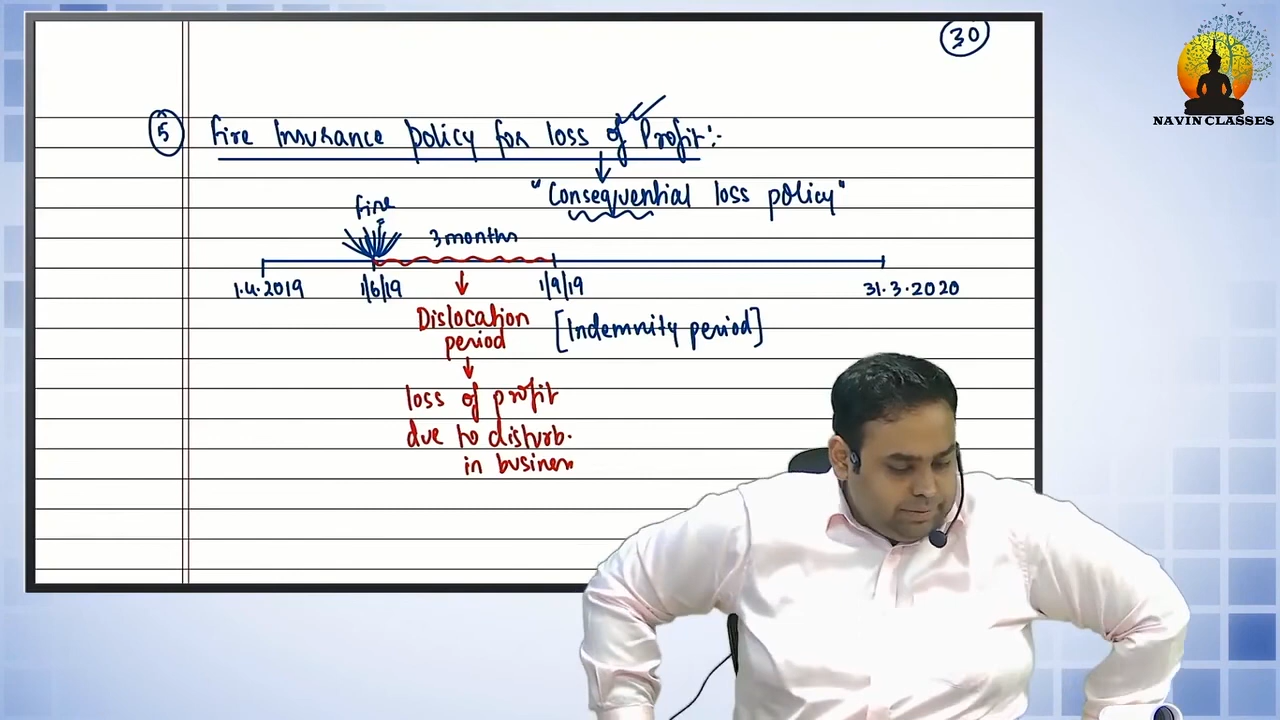 30
NAVIN CLASSES
5 Fire Insurance policy for loss of Profit:-
"Consequential loss policy"
fire
3 months
1.4.2019 1/6/19 1/9/19 31.3.2020
Dislocation period
[Indemnity period]
loss of profit
due to disturb.
in business